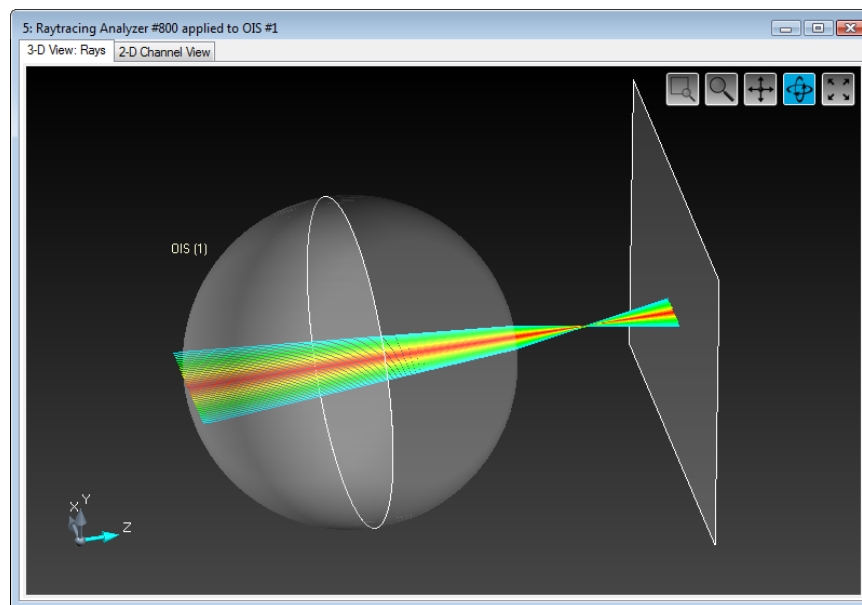 5: Raytracing Analyzer #800 applied to OIS #1
3-D View: Rays 2-D Channel View
OIS (1)
X Y
Z